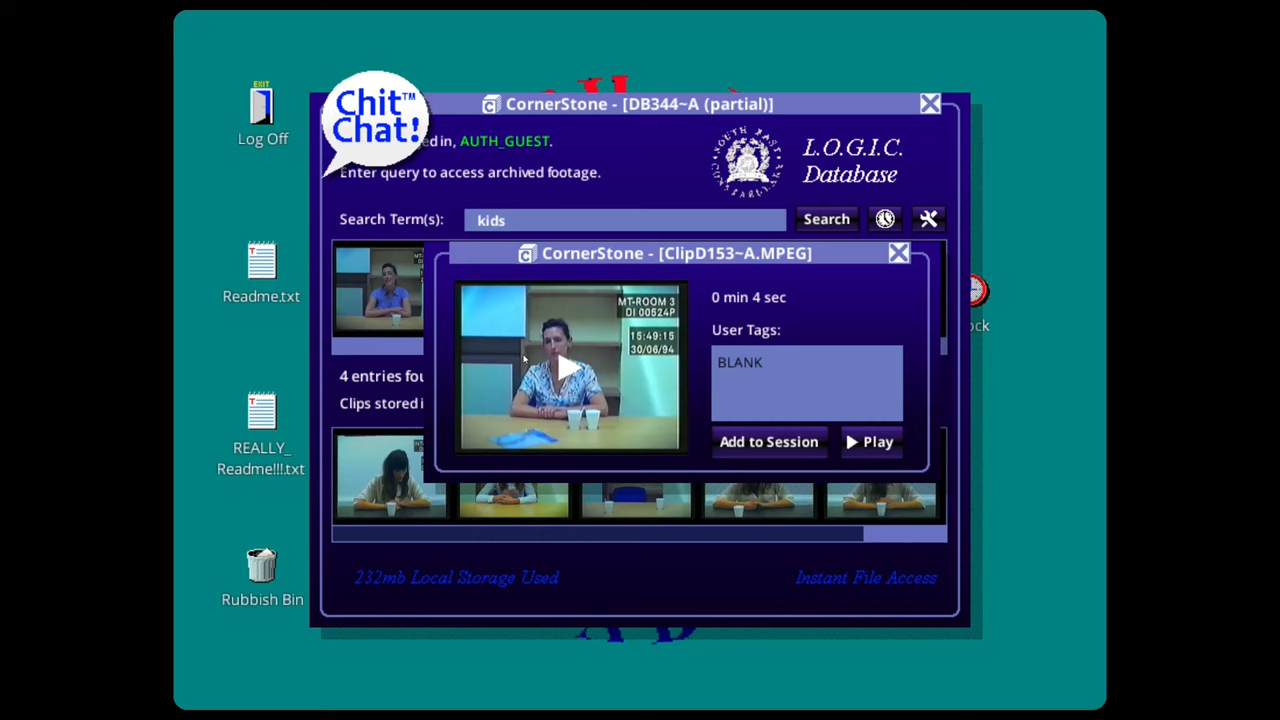 EXIT
Log Off
Readme.txt
REALLY_
Readme!!!.txt
Rubbish Bin
Chit™
Chat!
CornerStone - [DB344~A (partial)]
ed in, AUTH_GUEST.
Enter query to access archived footage.
L.O.G.I.C.
Database
Search Term(s):
kids
Search
CornerStone - [ClipD153~A.MPEG]
MT-ROOM 3
DI 00524P
15:49:15
30/06/94
0 min 4 sec
User Tags:
BLANK
Add to Session
Play
4 entries fou
Clips stored i
232mb Local Storage Used
Instant File Access
ock